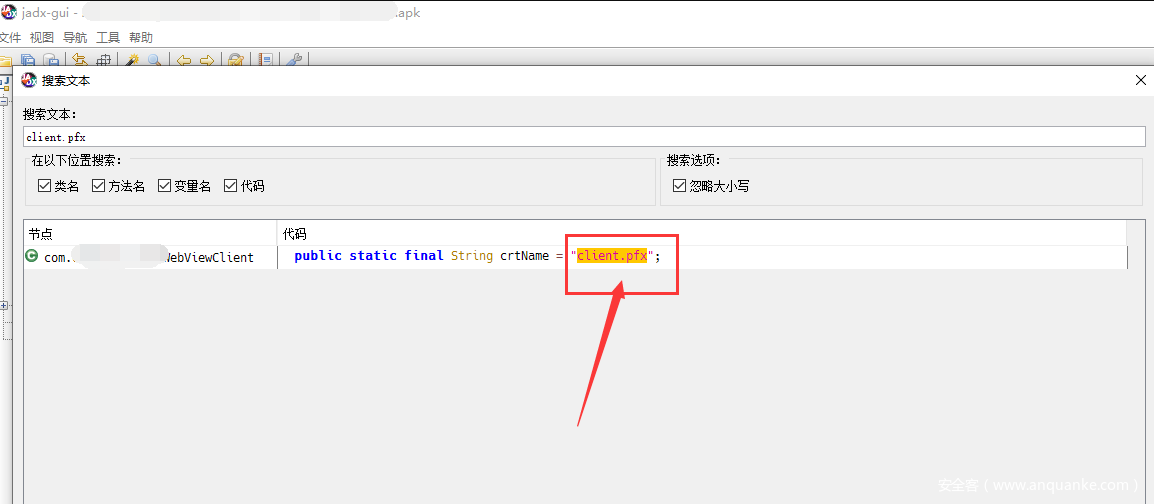 jadx-gui - .apk
文件 视图 导航 工具 帮助
搜索文本
搜索文本：
client.pfx
在以下位置搜索：
类名 方法名 变量名 代码
搜索选项：
忽略大小写
节点 代码
com. WebViewClient public static final String crtName = "client.pfx";
安全客（www.anquanke.com）